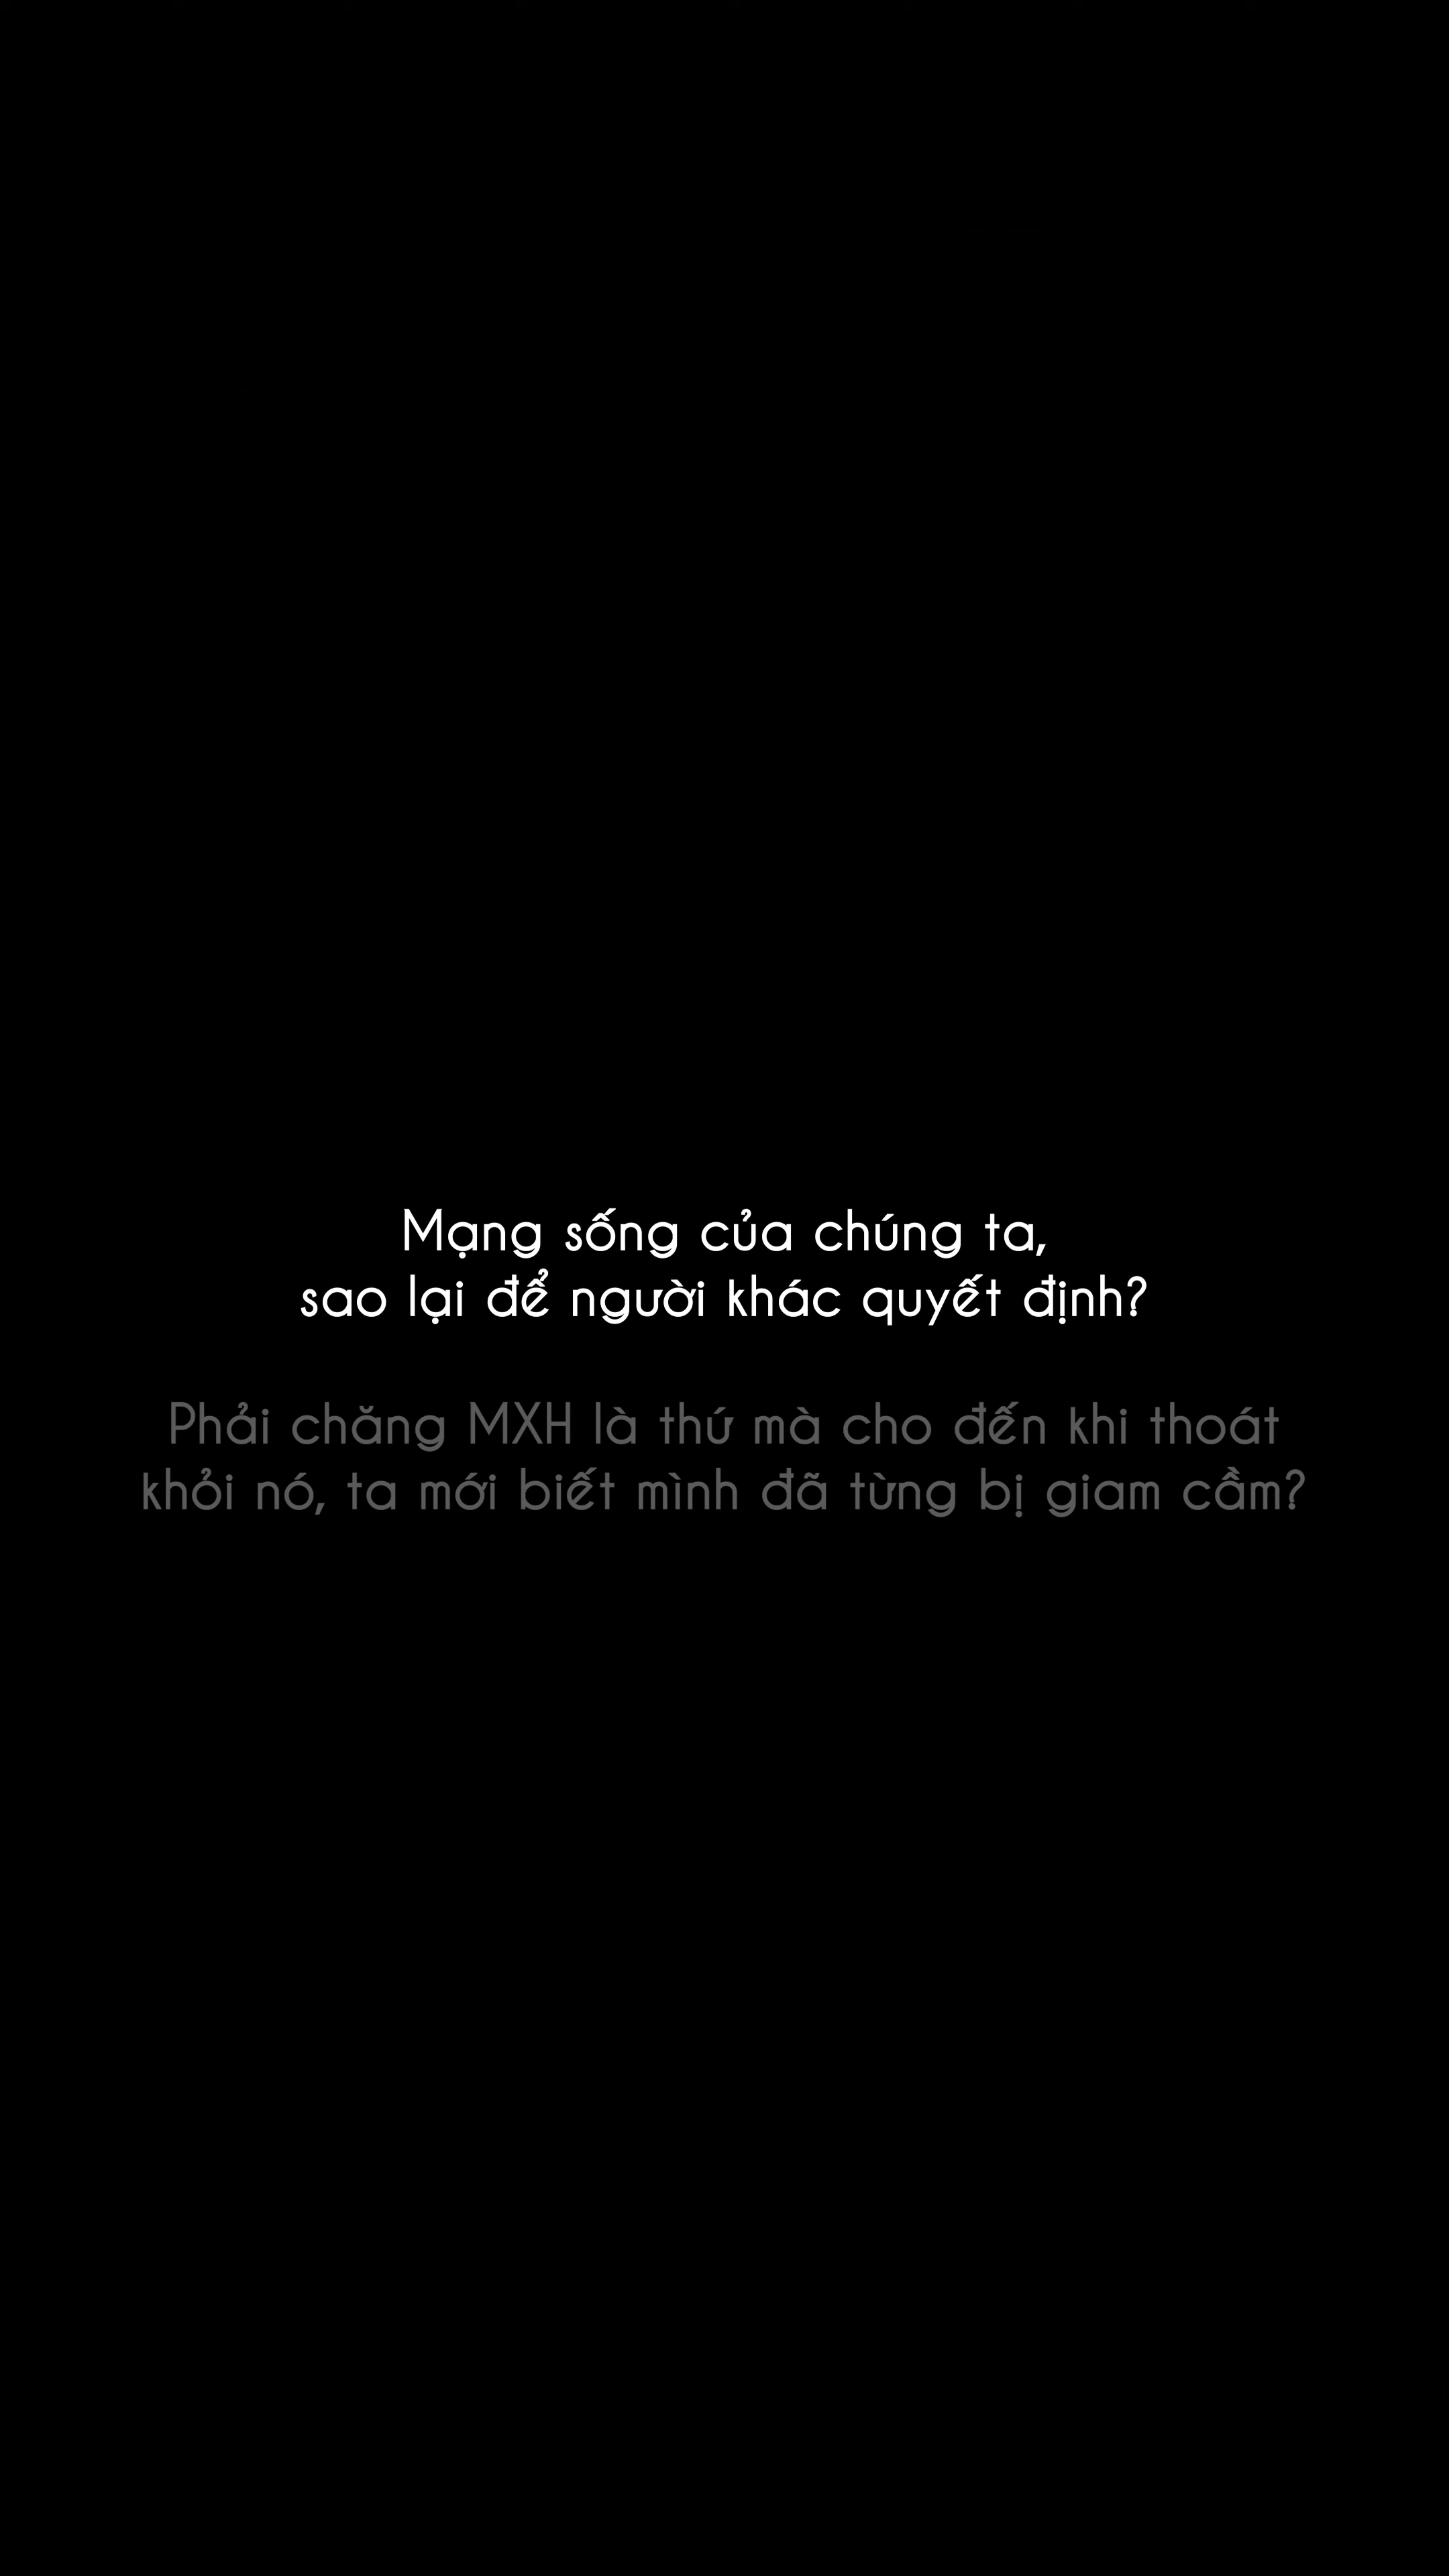 Mạng sống của chúng ta,
sao lại để người khác quyết định?
Phải chăng MXH là thứ mà cho đến khi thoát
khỏi nó, ta mới biết mình đã từng bị giam cầm?